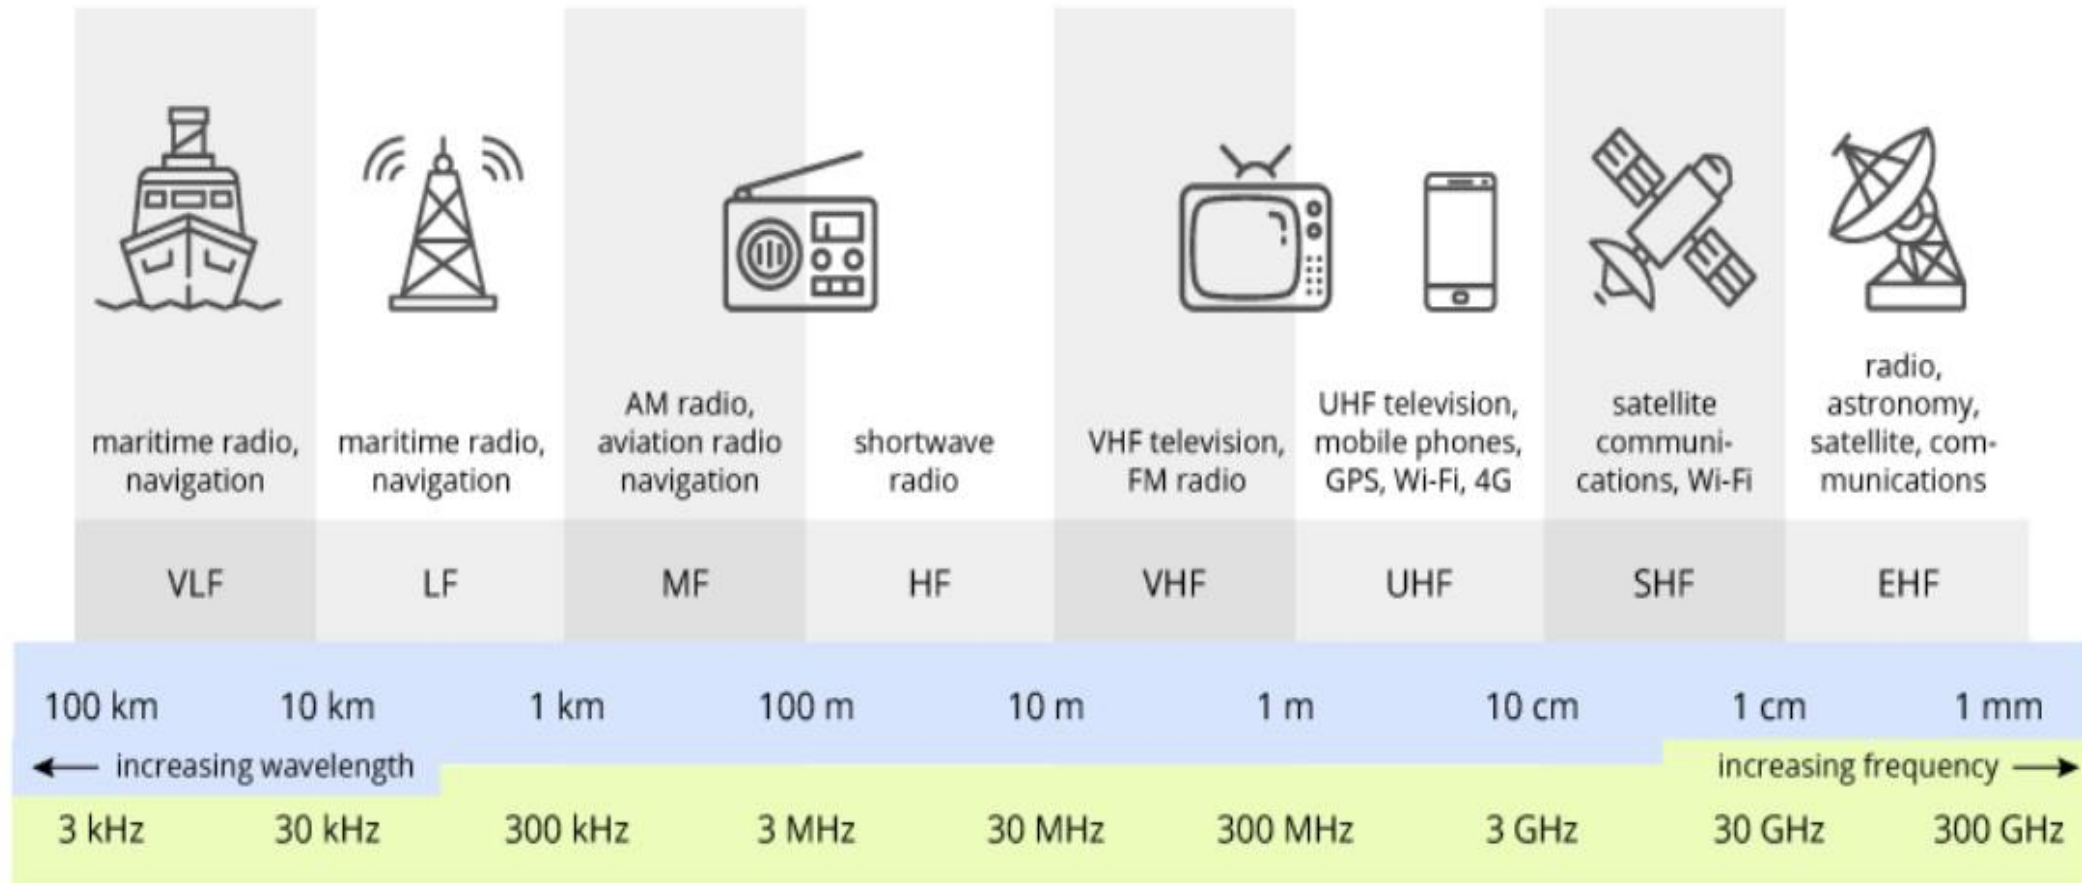 maritime radio,
navigation
maritime radio,
navigation
AM radio,
aviation radio
navigation
shortwave
radio
VHF television,
FM radio
UHF television,
mobile phones,
GPS, Wi-Fi, 4G
satellite
communi-
cations, Wi-Fi
radio,
astronomy,
satellite, com-
munications
VLF LF MF HF VHF UHF SHF EHF
100 km 10 km 1 km 100 m 10 m 1 m 10 cm 1 cm 1 mm
← increasing wavelength increasing frequency →
3 kHz 30 kHz 300 kHz 3 MHz 30 MHz 300 MHz 3 GHz 30 GHz 300 GHz